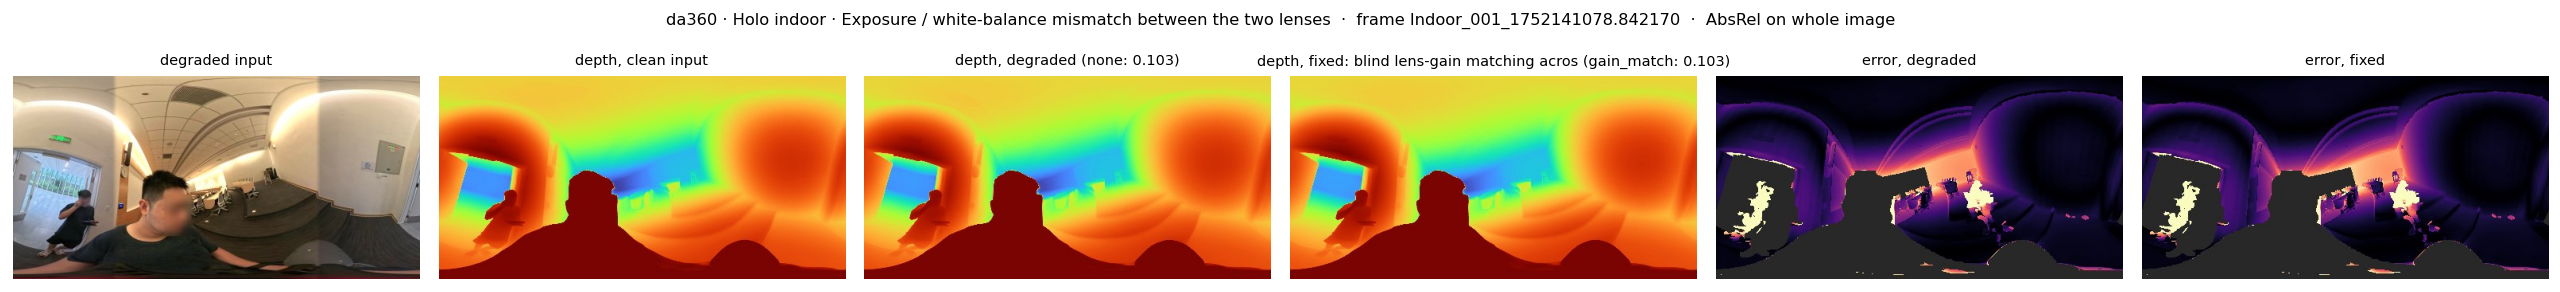 da360 · Holo indoor · Exposure / white-balance mismatch between the two lenses · frame Indoor_001_1752141078.842170 · AbsRel on whole image
degraded input
depth, clean input
depth, degraded (none: 0.103)
depth, fixed: blind lens-gain matching acros (gain_match: 0.103)
error, degraded
error, fixed